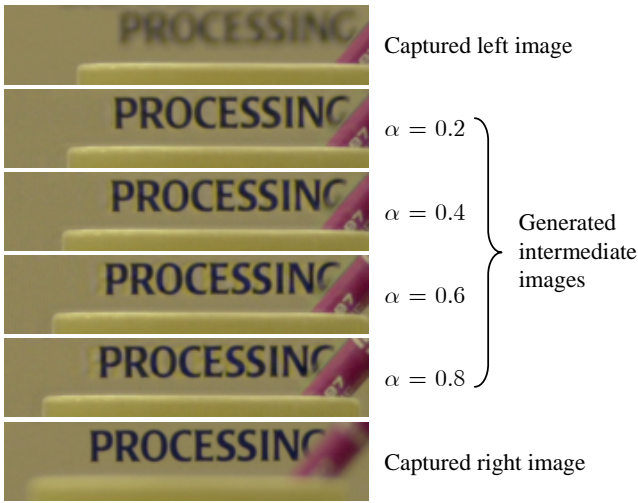 PROCESSING
Captured left image
PROCESSING
α = 0.2
PROCESSING
α = 0.4
Generated
intermediate
images
PROCESSING
α = 0.6
PROCESSING
α = 0.8
PROCESSING
Captured right image